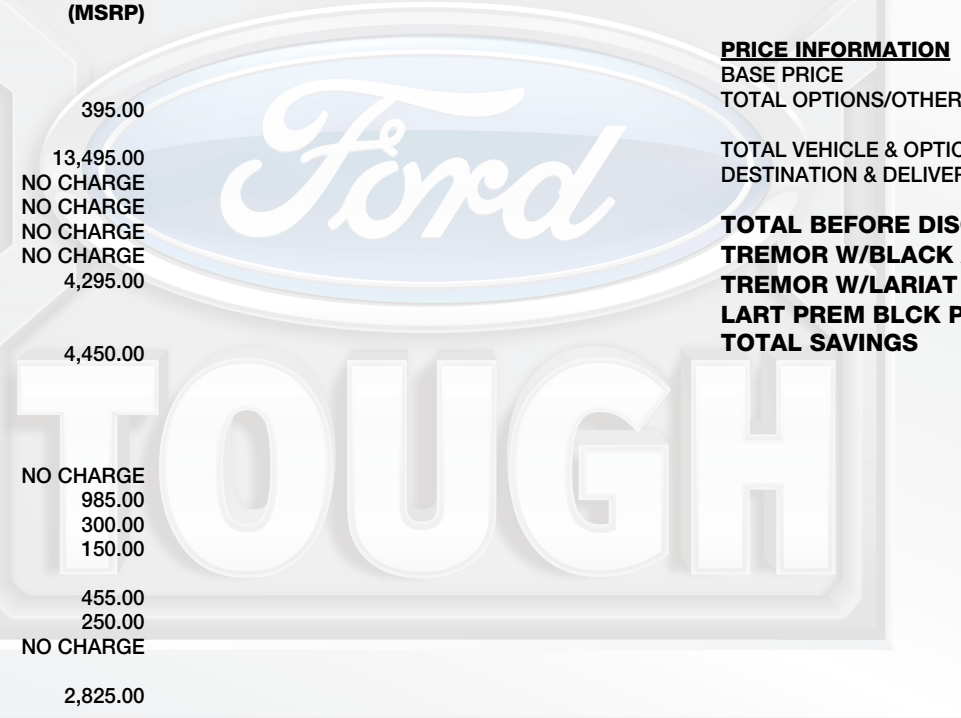 (MSRP)
395.00
13,495.00
NO CHARGE
NO CHARGE
NO CHARGE
NO CHARGE
4,295.00
4,450.00
NO CHARGE
985.00
300.00
150.00
455.00
250.00
NO CHARGE
2,825.00
PRICE INFORMATION
BASE PRICE
TOTAL OPTIONS/OTHER
TOTAL VEHICLE & OPTIO
DESTINATION & DELIVER
TOTAL BEFORE DIS
TREMOR W/BLACK
TREMOR W/LARIAT
LART PREM BLCK P
TOTAL SAVINGS
Ford
TOUGH